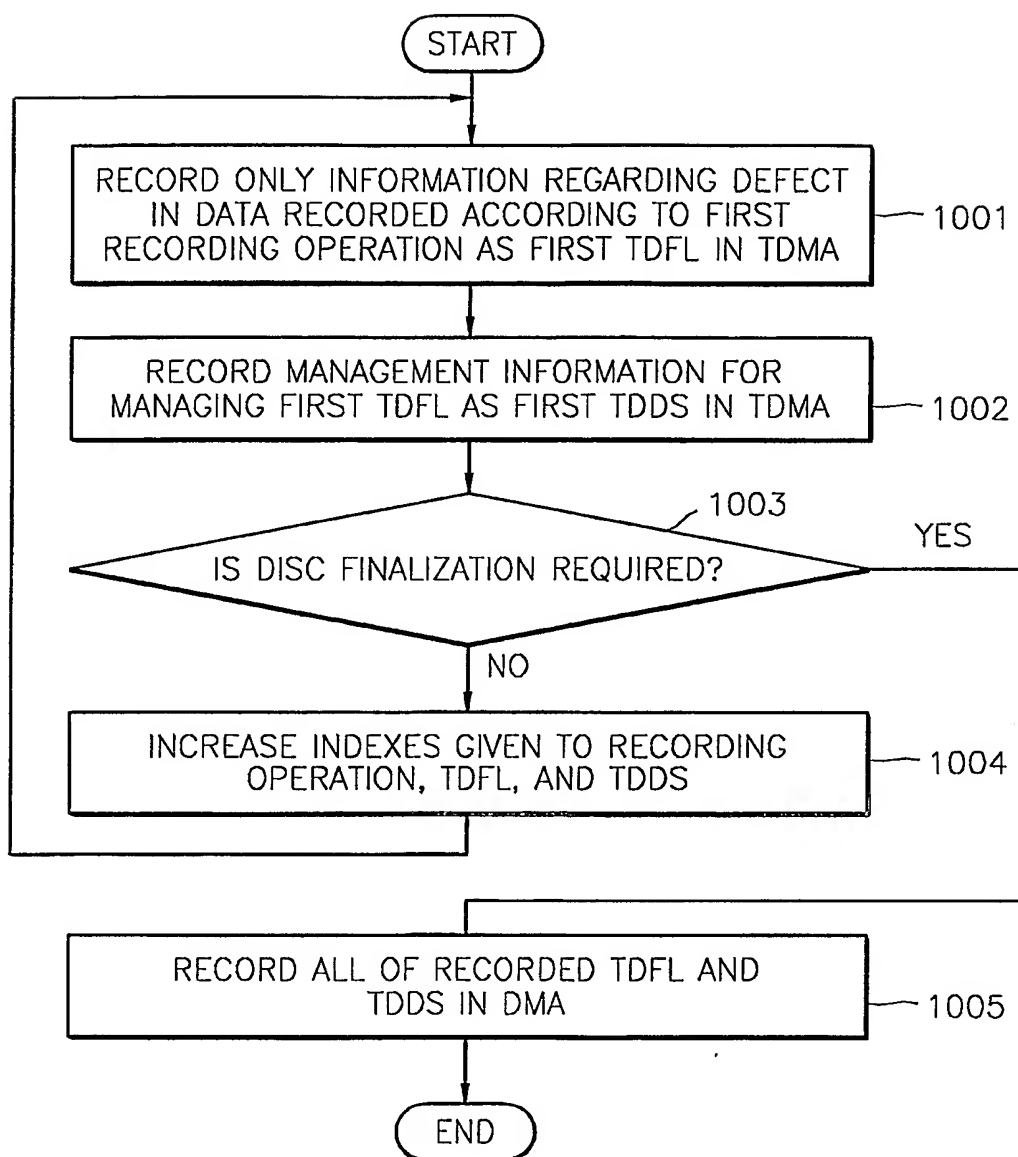 START
RECORD ONLY INFORMATION REGARDING DEFECT
IN DATA RECORDED ACCORDING TO FIRST
RECORDING OPERATION AS FIRST TDFL IN TDMA
1001
RECORD MANAGEMENT INFORMATION FOR
MANAGING FIRST TDFL AS FIRST TDDS IN TDMA
1002
1003
YES
IS DISC FINALIZATION REQUIRED?
NO
INCREASE INDEXES GIVEN TO RECORDING
OPERATION, TDFL, AND TDDS
1004
RECORD ALL OF RECORDED TDFL AND
TDDS IN DMA
1005
END